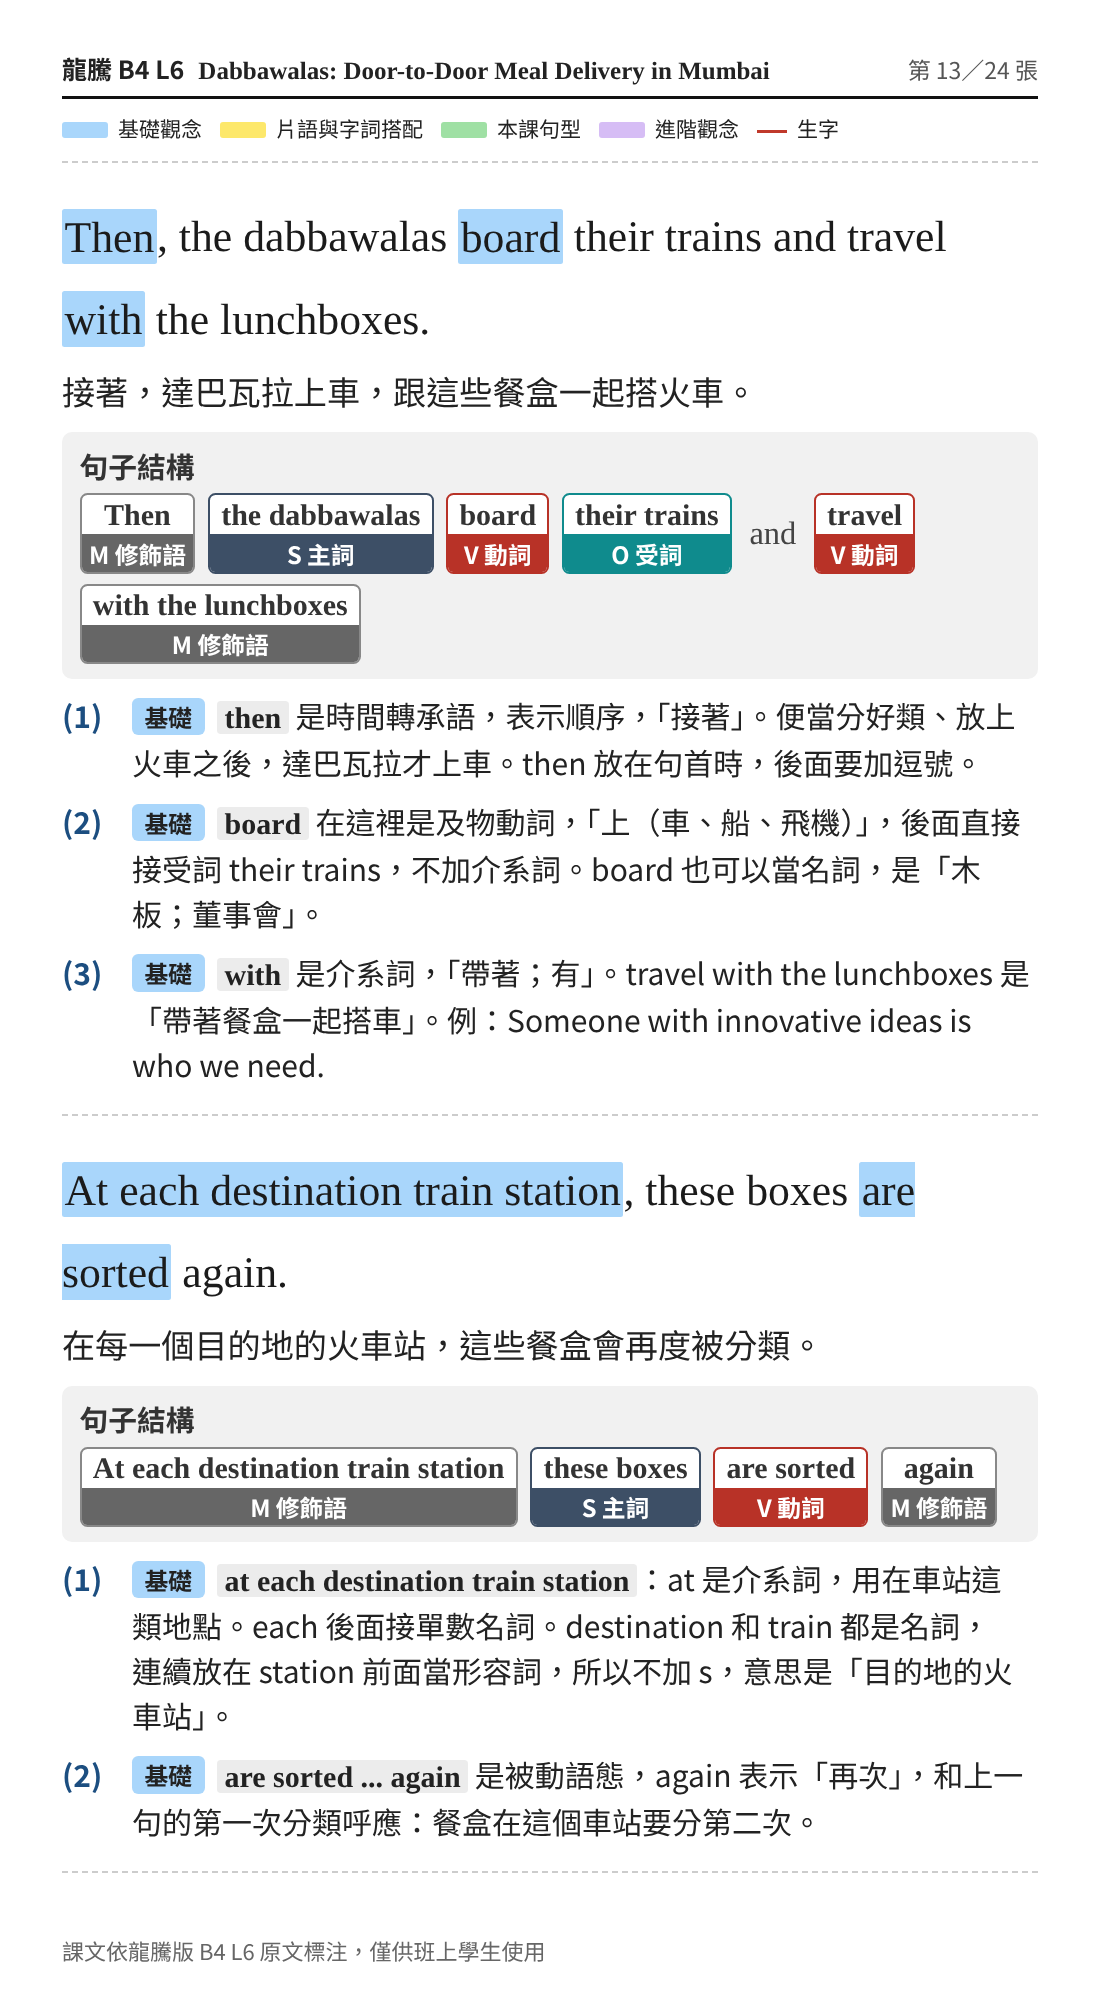 龍騰 B4 L6 Dabbawalas: Door-to-Door Meal Delivery in Mumbai 第 13／24 張
基礎觀念 片語與字詞搭配 本課句型 進階觀念 生字
Then, the dabbawalas board their trains and travel
with the lunchboxes.
接著，達巴瓦拉上車，跟這些餐盒一起搭火車。
句子結構
Then the dabbawalas board their trains and travel
M 修飾語 S 主詞 V 動詞 O 受詞 V 動詞
with the lunchboxes
M 修飾語
(1) 基礎 then 是時間轉承語，表示順序，「接著」。便當分好類、放上
火車之後，達巴瓦拉才上車。then 放在句首時，後面要加逗號。
(2) 基礎 board 在這裡是及物動詞，「上（車、船、飛機）」，後面直接
接受詞 their trains，不加介系詞。board 也可以當名詞，是「木
板；董事會」。
(3) 基礎 with 是介系詞，「帶著；有」。travel with the lunchboxes 是
「帶著餐盒一起搭車」。例：Someone with innovative ideas is
who we need.
At each destination train station, these boxes are
sorted again.
在每一個目的地的火車站，這些餐盒會再度被分類。
句子結構
At each destination train station these boxes are sorted again
M 修飾語 S 主詞 V 動詞 M 修飾語
(1) 基礎 at each destination train station：at 是介系詞，用在車站這
類地點。each 後面接單數名詞。destination 和 train 都是名詞，
連續放在 station 前面當形容詞，所以不加 s，意思是「目的地的火
車站」。
(2) 基礎 are sorted ... again 是被動語態，again 表示「再次」，和上一
句的第一次分類呼應：餐盒在這個車站要分第二次。
課文依龍騰版 B4 L6 原文標注，僅供班上學生使用